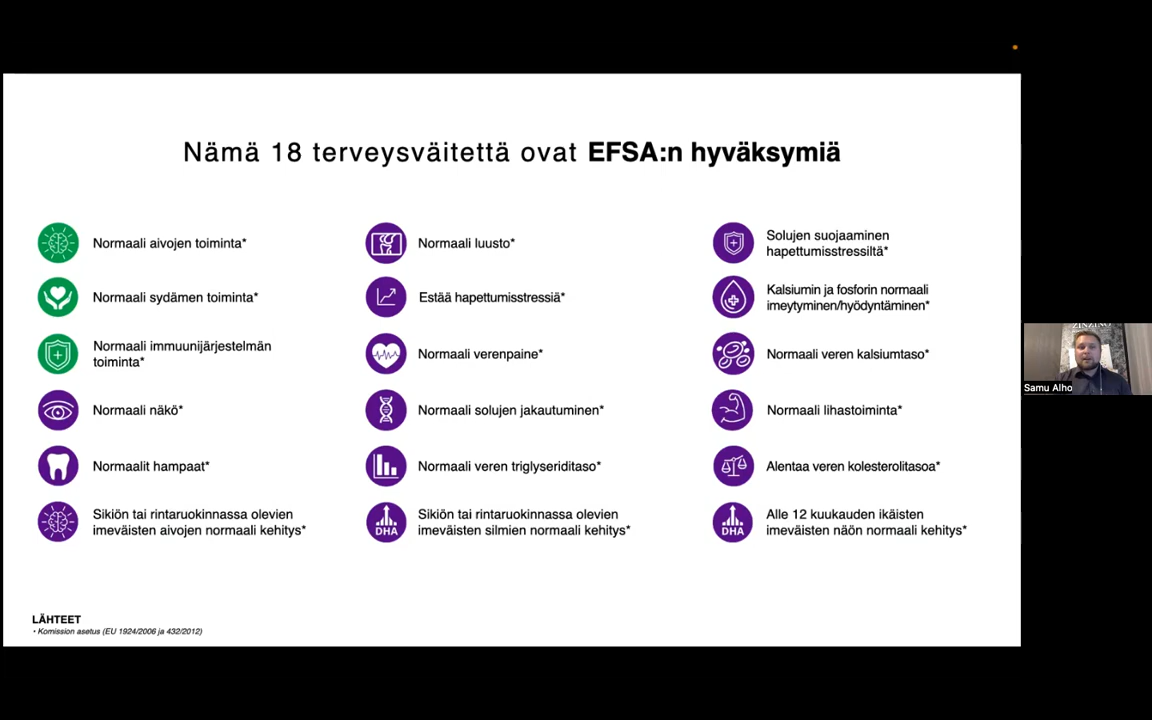 Nämä 18 terveysväitettä ovat EFSA:n hyväksymiä
Normaali aivojen toiminta*
Normaali sydämen toiminta*
Normaali immuunijärjestelmän
toiminta*
Normaali näkö*
Normaalit hampaat*
Sikiön tai rintaruokinnassa olevien
imeväisten aivojen normaali kehitys*
Normaali luusto*
Estää hapettumisstressiä*
Normaali verenpaine*
Normaali solujen jakautuminen*
Normaali veren triglyseriditaso*
DHA
Sikiön tai rintaruokinnassa olevien
imeväisten silmien normaali kehitys*
Solujen suojaaminen
hapettumisstressiltä*
Kalsiumin ja fosforin normaali
imeytyminen/hyödyntäminen*
Normaali veren kalsiumtaso*
Normaali lihastoiminta*
Alentaa veren kolesterolitasoa*
DHA
Alle 12 kuukauden ikäisten
imeväisten näön normaali kehitys*
LÄHTEET
• Komission asetus (EU 1924/2006 ja 432/2012)
ZINZINO
Samu Alho